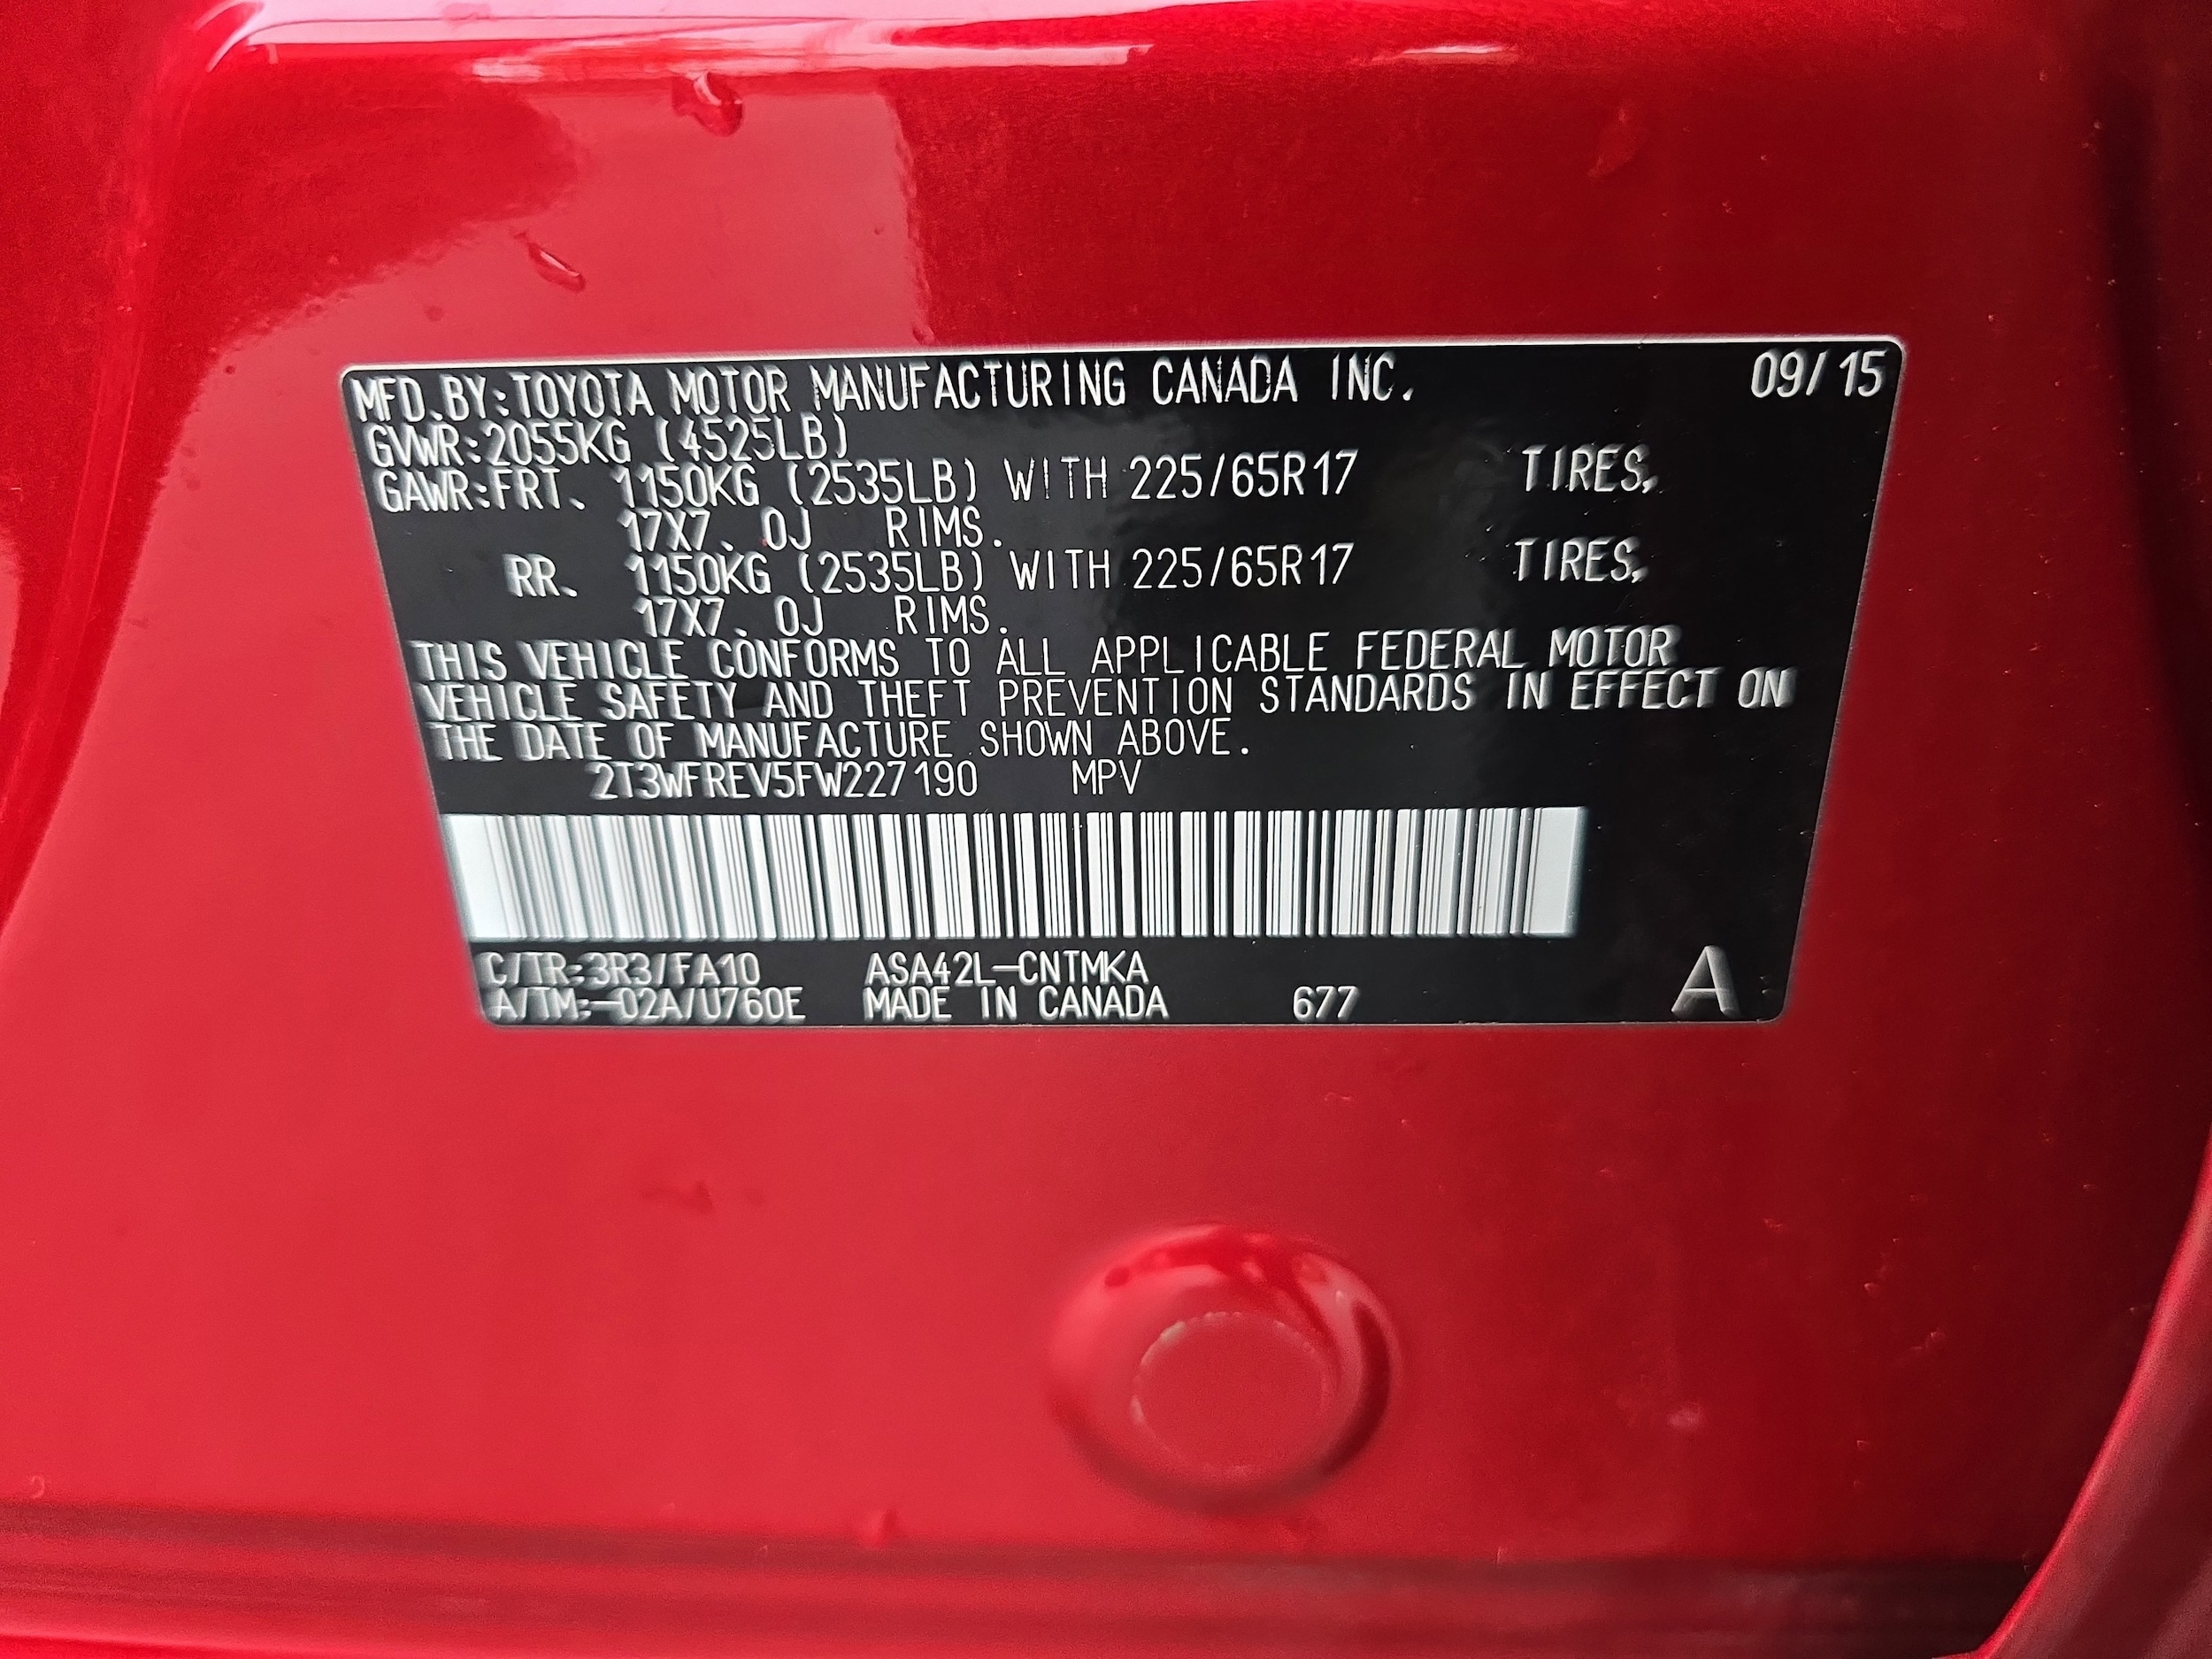 MFD.BY:TOYOTA MOTOR MANUFACTURING CANADA INC. 09/15
GVWR:2055KG (4525LB)
GAWR:FRT. 1150KG (2535LB) WITH 225/65R17 TIRES,
17X7.0J RIMS.
RR. 1150KG (2535LB) WITH 225/65R17 TIRES,
17X7.0J RIMS.
THIS VEHICLE CONFORMS TO ALL APPLICABLE FEDERAL MOTOR
VEHICLE SAFETY AND THEFT PREVENTION STANDARDS IN EFFECT ON
THE DATE OF MANUFACTURE SHOWN ABOVE.
2T3WFREV5FW227190 MPV
C/TR:3R3/FA10 ASA42L-CNTMKA
A/TM:-02A/U760E MADE IN CANADA 677 A